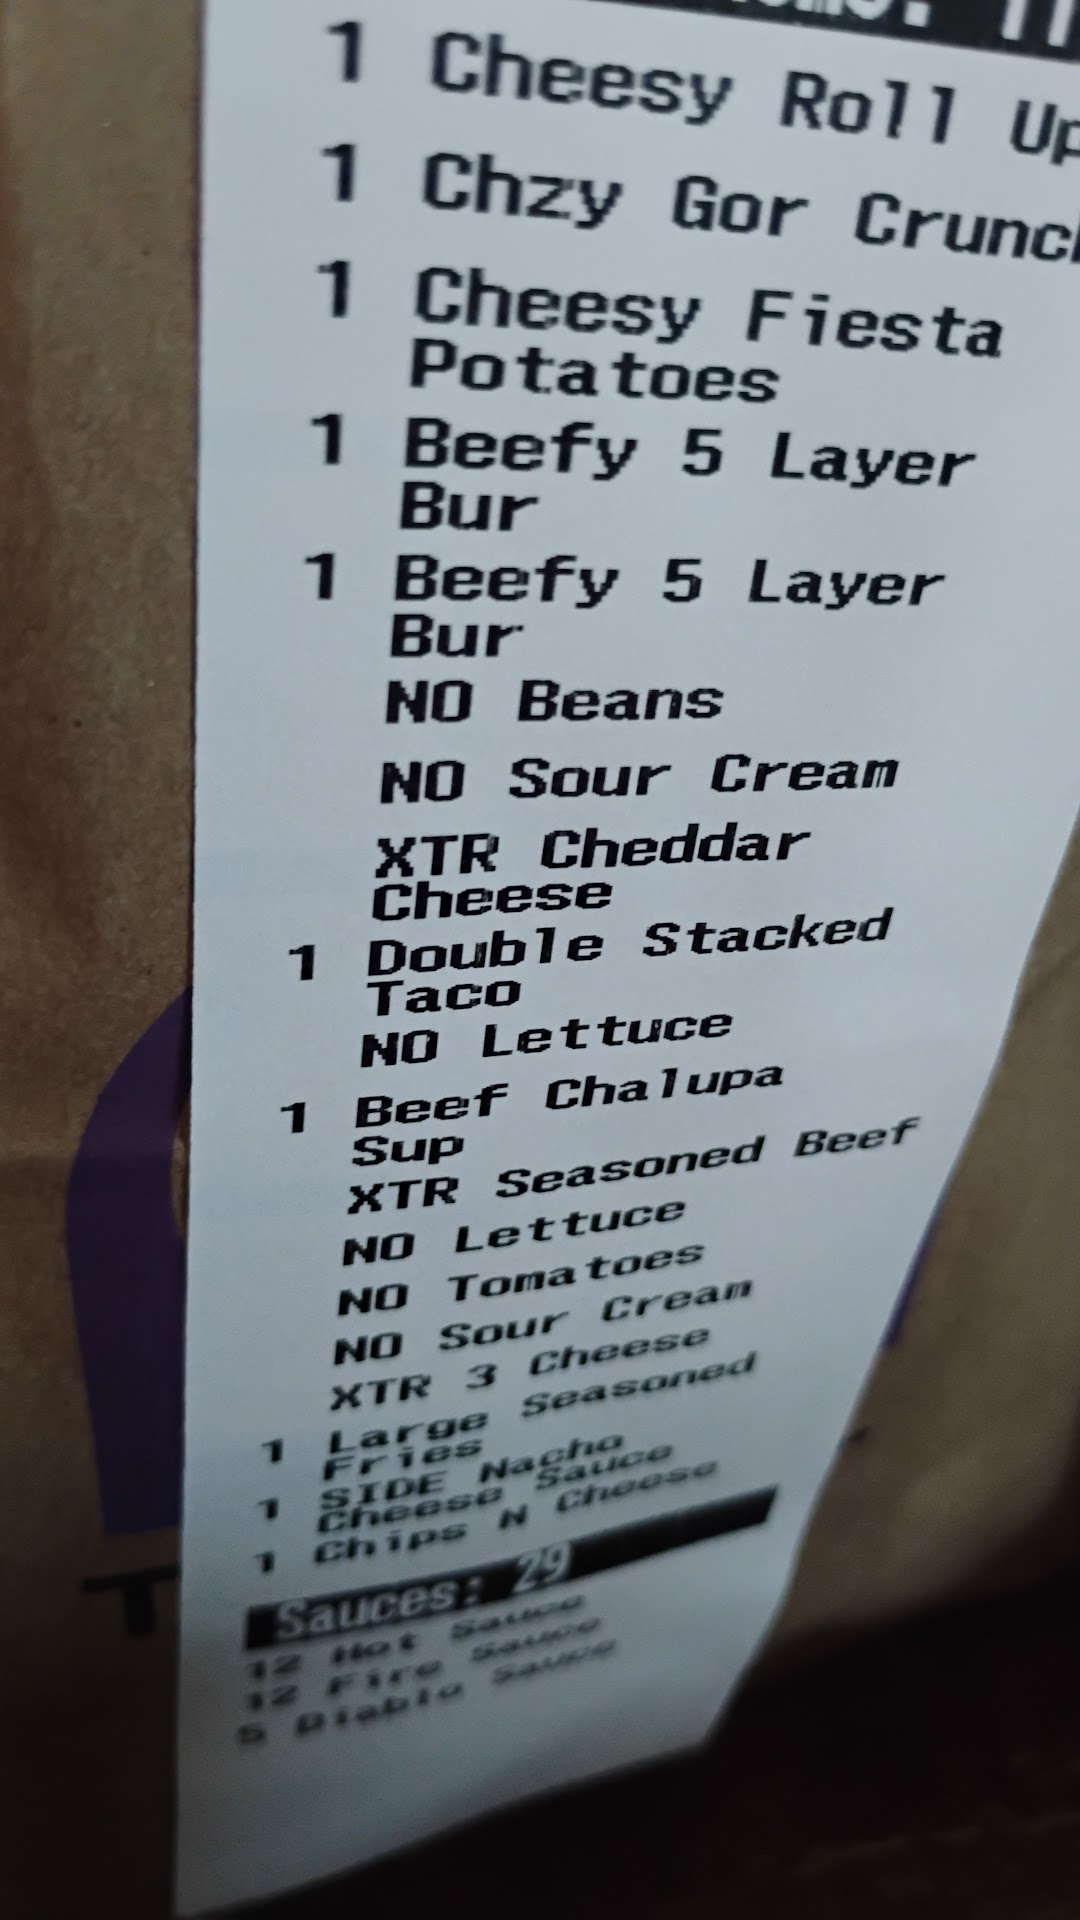 1 Cheesy Roll Up
1 Chzy Gor Crunch
1 Cheesy Fiesta
Potatoes
1 Beefy 5 Layer
Bur
1 Beefy 5 Layer
Bur
NO Beans
NO Sour Cream
XTR Cheddar
Cheese
1 Double Stacked
Taco
NO Lettuce
1 Beef Chalupa
Sup
XTR Seasoned Beef
NO Lettuce
NO Tomatoes
NO Sour Cream
XTR 3 Cheese
1 Large Seasoned
Fries
1 SIDE Nacho
Cheese Sauce
1 Chips N Cheese
Sauces: 29
12 Hot Sauce
12 Fire Sauce
5 Diablo Sauce
T